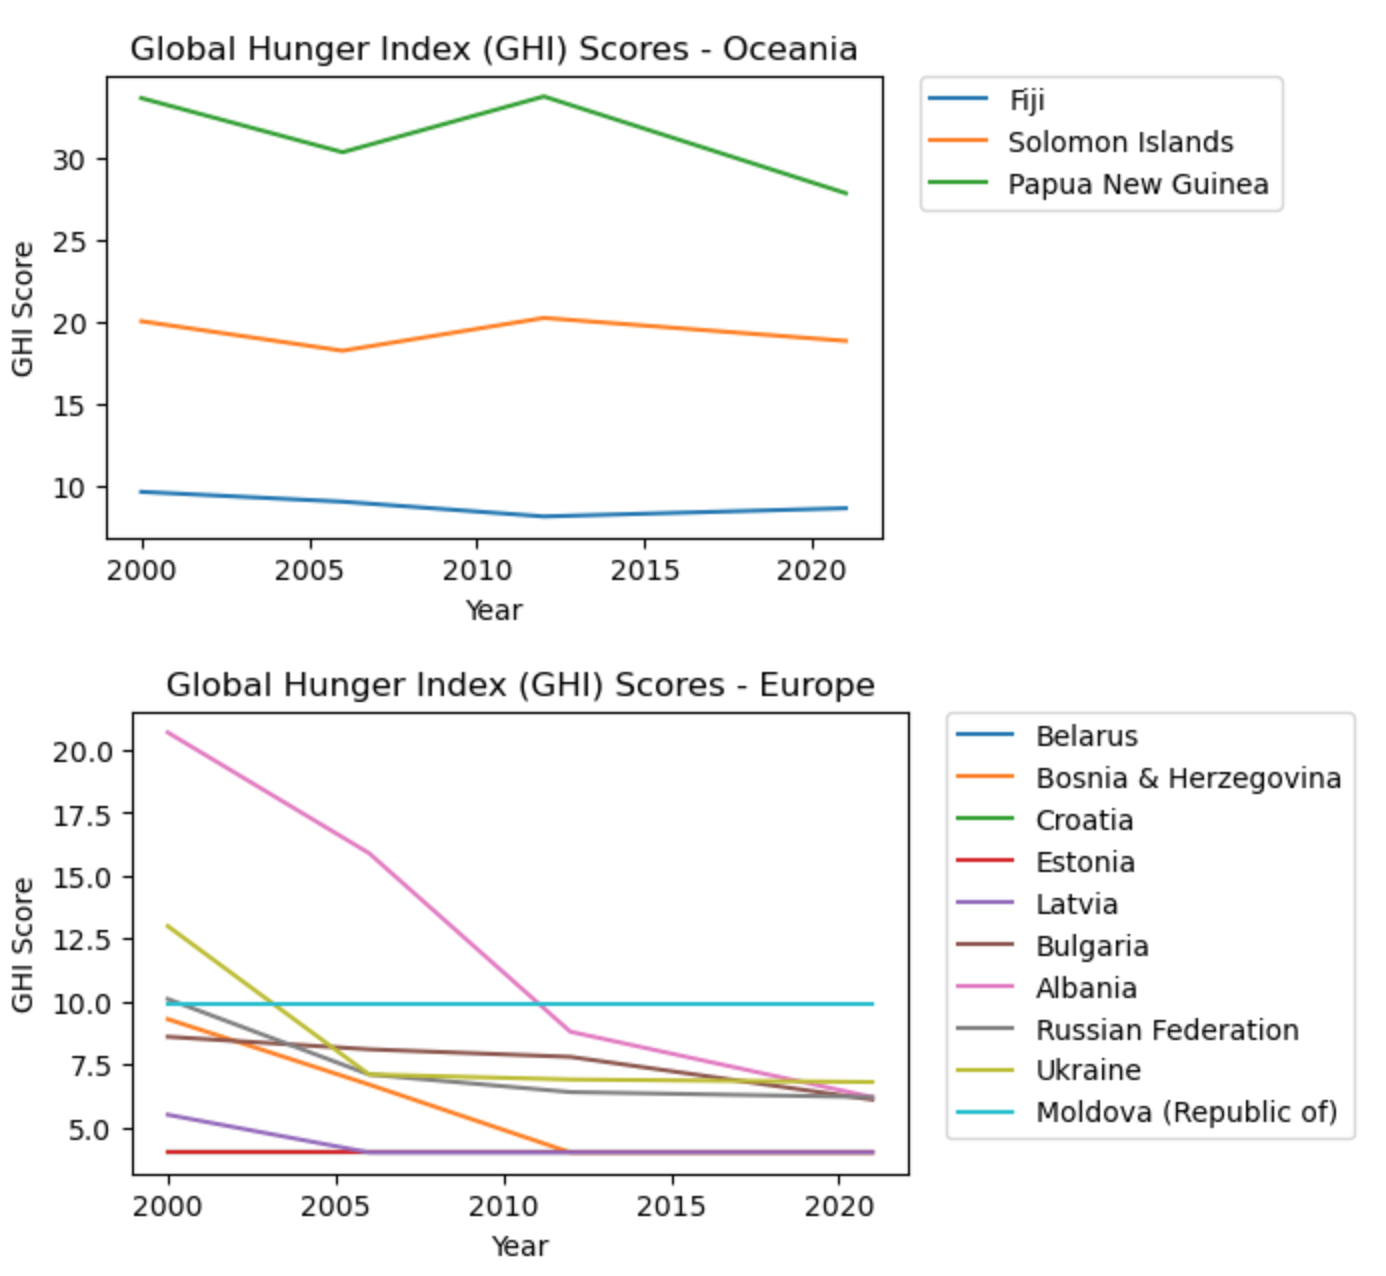 Global Hunger Index (GHI) Scores - Oceania
Fiji
Solomon Islands
Papua New Guinea
GHI Score
30
25
20
15
10
2000 2005 2010 2015 2020
Year
Global Hunger Index (GHI) Scores - Europe
Belarus
Bosnia & Herzegovina
Croatia
Estonia
Latvia
Bulgaria
Albania
Russian Federation
Ukraine
Moldova (Republic of)
GHI Score
20.0
17.5
15.0
12.5
10.0
7.5
5.0
2000 2005 2010 2015 2020
Year